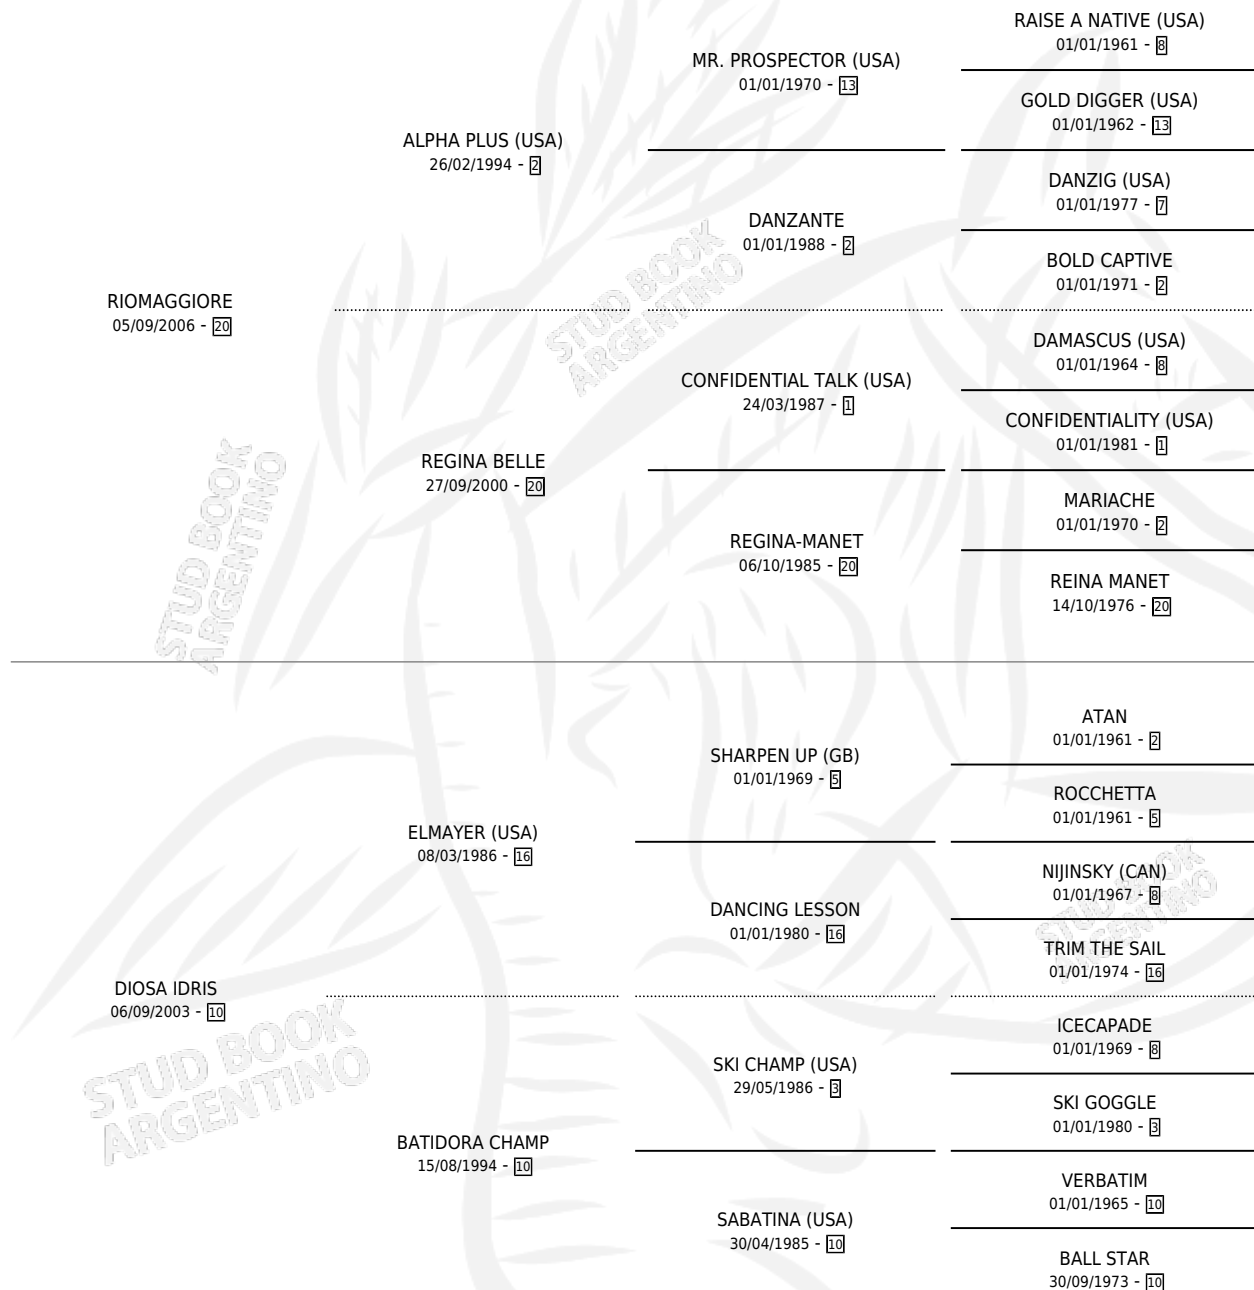 RAISE A NATIVE (USA)
01/01/1961 - 8
MR. PROSPECTOR (USA)
01/01/1970 - 13
GOLD DIGGER (USA)
01/01/1962 - 13
ALPHA PLUS (USA)
26/02/1994 - 2
DANZIG (USA)
01/01/1977 - 7
DANZANTE
01/01/1988 - 2
BOLD CAPTIVE
01/01/1971 - 2
RIOMAGGIORE
05/09/2006 - 20
DAMASCUS (USA)
01/01/1964 - 8
CONFIDENTIAL TALK (USA)
24/03/1987 - 1
CONFIDENTIALITY (USA)
01/01/1981 - 1
REGINA BELLE
27/09/2000 - 20
MARIACHE
01/01/1970 - 2
REGINA-MANET
06/10/1985 - 20
REINA MANET
14/10/1976 - 20
ATAN
01/01/1961 - 2
SHARPEN UP (GB)
01/01/1969 - 5
ROCCHETTA
01/01/1961 - 5
ELMAYER (USA)
08/03/1986 - 16
NIJINSKY (CAN)
01/01/1967 - 8
DANCING LESSON
01/01/1980 - 16
TRIM THE SAIL
01/01/1974 - 16
DIOSA IDRIS
06/09/2003 - 10
ICECAPADE
01/01/1969 - 8
SKI CHAMP (USA)
29/05/1986 - 3
SKI GOGGLE
01/01/1980 - 3
BATIDORA CHAMP
15/08/1994 - 10
VERBATIM
01/01/1965 - 10
SABATINA (USA)
30/04/1985 - 10
BALL STAR
30/09/1973 - 10
STUD BOOK
ARGENTINO
STUD BOOK
ARGENTINO
STUD BOOK
ARGENTINO
STUD BOOK
ARGENTINO